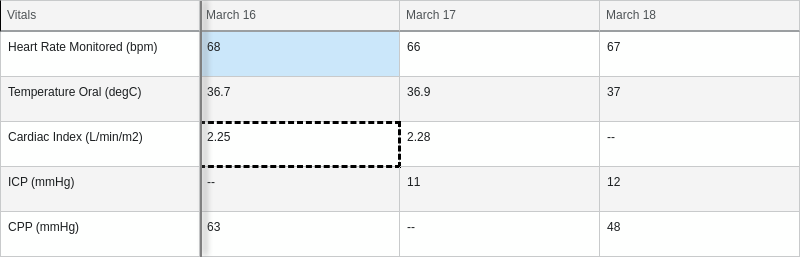 Vitals March 16 March 17 March 18
Heart Rate Monitored (bpm) 68 66 67
Temperature Oral (degC) 36.7 36.9 37
Cardiac Index (L/min/m2) 2.25 2.28 --
ICP (mmHg) -- 11 12
CPP (mmHg) 63 -- 48